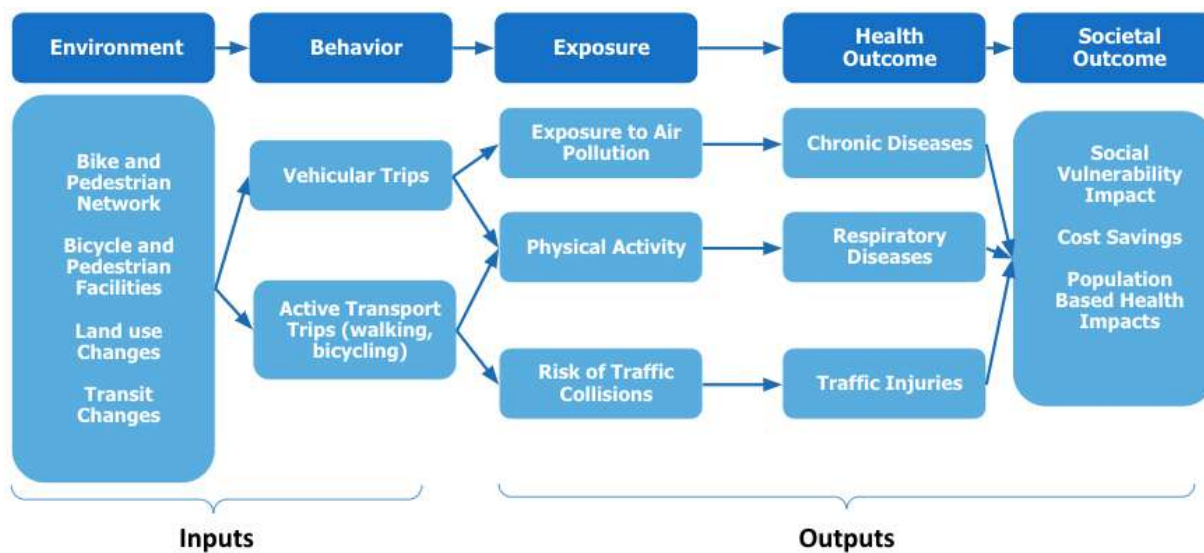 Environment
Behavior
Exposure
Health
Outcome
Societal
Outcome
Bike and
Pedestrian
Network
Bicycle and
Pedestrian
Facilities
Land use
Changes
Transit
Changes
Vehicular Trips
Active Transport
Trips (walking,
bicycling)
Exposure to Air
Pollution
Physical Activity
Risk of Traffic
Collisions
Chronic Diseases
Respiratory
Diseases
Traffic Injuries
Social
Vulnerability
Impact
Cost Savings
Population
Based Health
Impacts
Inputs
Outputs